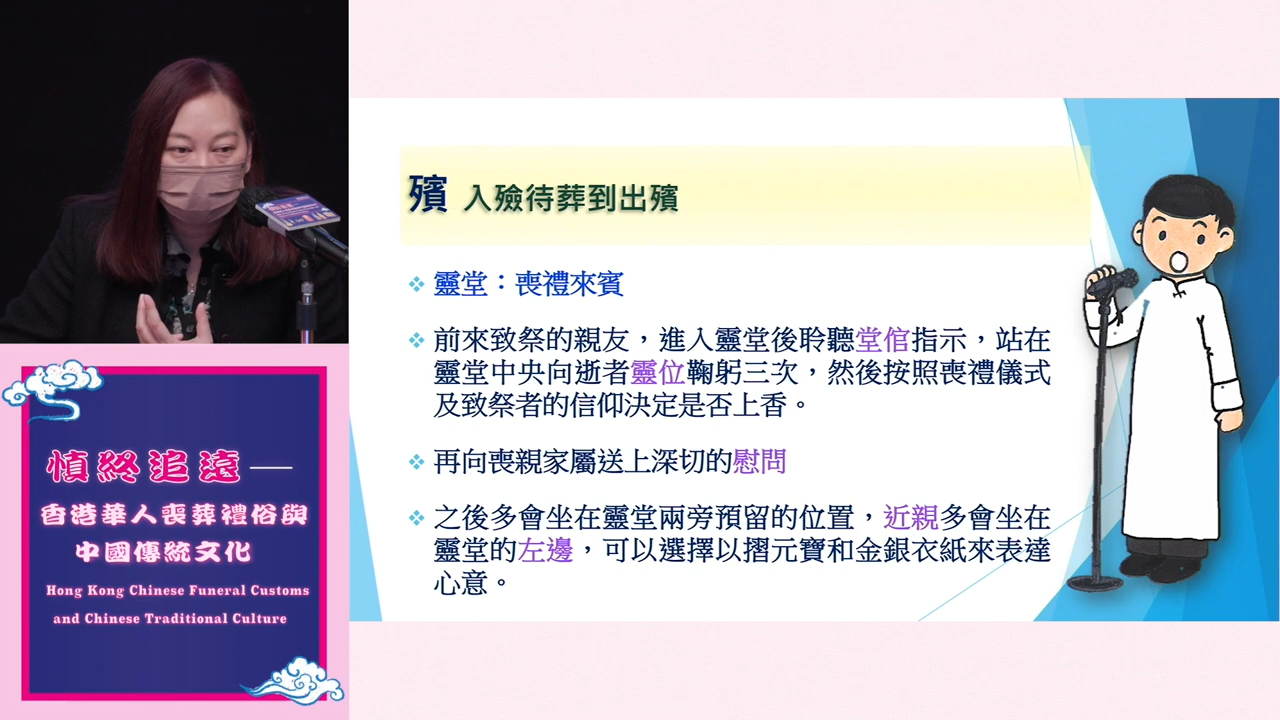 慎終追遠——
香港華人喪葬禮俗與
中國傳統文化
Hong Kong Chinese Funeral Customs
and Chinese Traditional Culture
殯 入殮待葬到出殯
靈堂：喪禮來賓
前來致祭的親友，進入靈堂後聆聽堂倌指示，站在
靈堂中央向逝者靈位鞠躬三次，然後按照喪禮儀式
及致祭者的信仰決定是否上香。
再向喪親家屬送上深切的慰問
之後多會坐在靈堂兩旁預留的位置，近親多會坐在
靈堂的左邊，可以選擇以摺元寶和金銀衣紙來表達
心意。